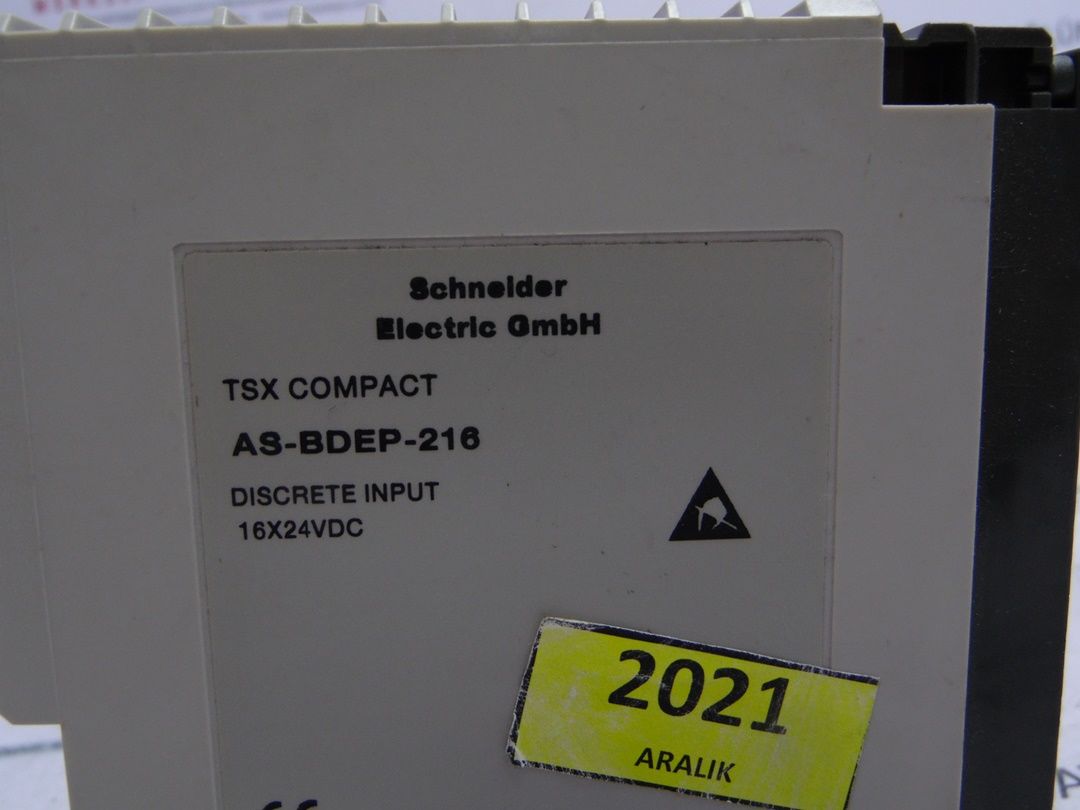 Schneider
Electric GmbH
TSX COMPACT
AS-BDEP-216
DISCRETE INPUT
16X24VDC
2021
ARALIK